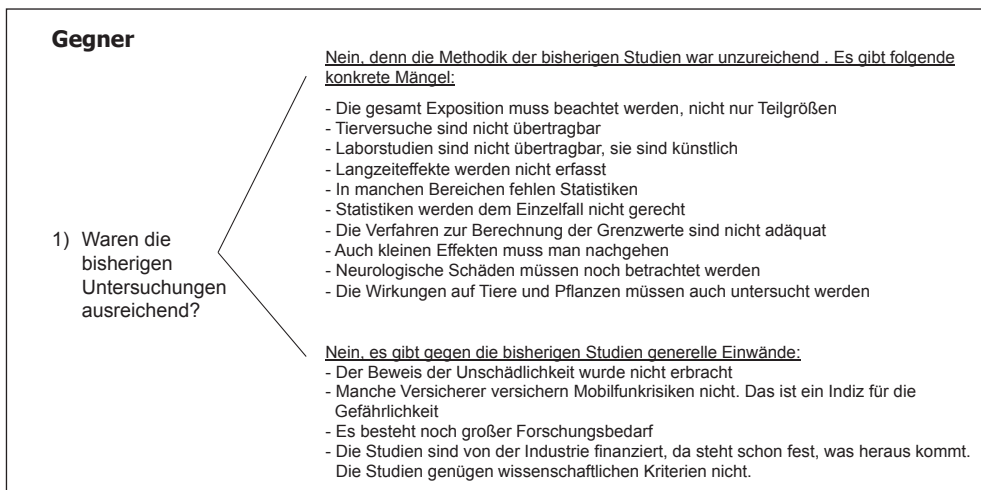 Gegner
Nein, denn die Methodik der bisherigen Studien war unzureichend . Es gibt folgende
konkrete Mängel:
- Die gesamt Exposition muss beachtet werden, nicht nur Teilgrößen
- Tierversuche sind nicht übertragbar
- Laborstudien sind nicht übertragbar, sie sind künstlich
- Langzeiteffekte werden nicht erfasst
- In manchen Bereichen fehlen Statistiken
- Statistiken werden dem Einzelfall nicht gerecht
- Die Verfahren zur Berechnung der Grenzwerte sind nicht adäquat
- Auch kleinen Effekten muss man nachgehen
- Neurologische Schäden müssen noch betrachtet werden
- Die Wirkungen auf Tiere und Pflanzen müssen auch untersucht werden
1) Waren die
bisherigen
Untersuchungen
ausreichend?
Nein, es gibt gegen die bisherigen Studien generelle Einwände:
- Der Beweis der Unschädlichkeit wurde nicht erbracht
- Manche Versicherer versichern Mobilfunkrisiken nicht. Das ist ein Indiz für die
Gefährlichkeit
- Es besteht noch großer Forschungsbedarf
- Die Studien sind von der Industrie finanziert, da steht schon fest, was heraus kommt.
Die Studien genügen wissenschaftlichen Kriterien nicht.